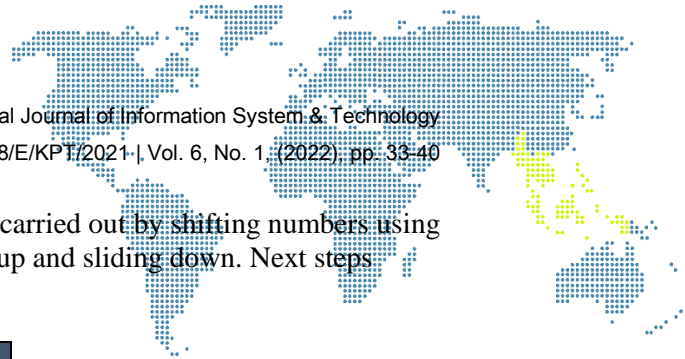 al Journal of Information System & Technology
8/E/KPT/2021 | Vol. 6, No. 1, (2022), pp. 33-40
carried out by shifting numbers using
up and sliding down. Next steps